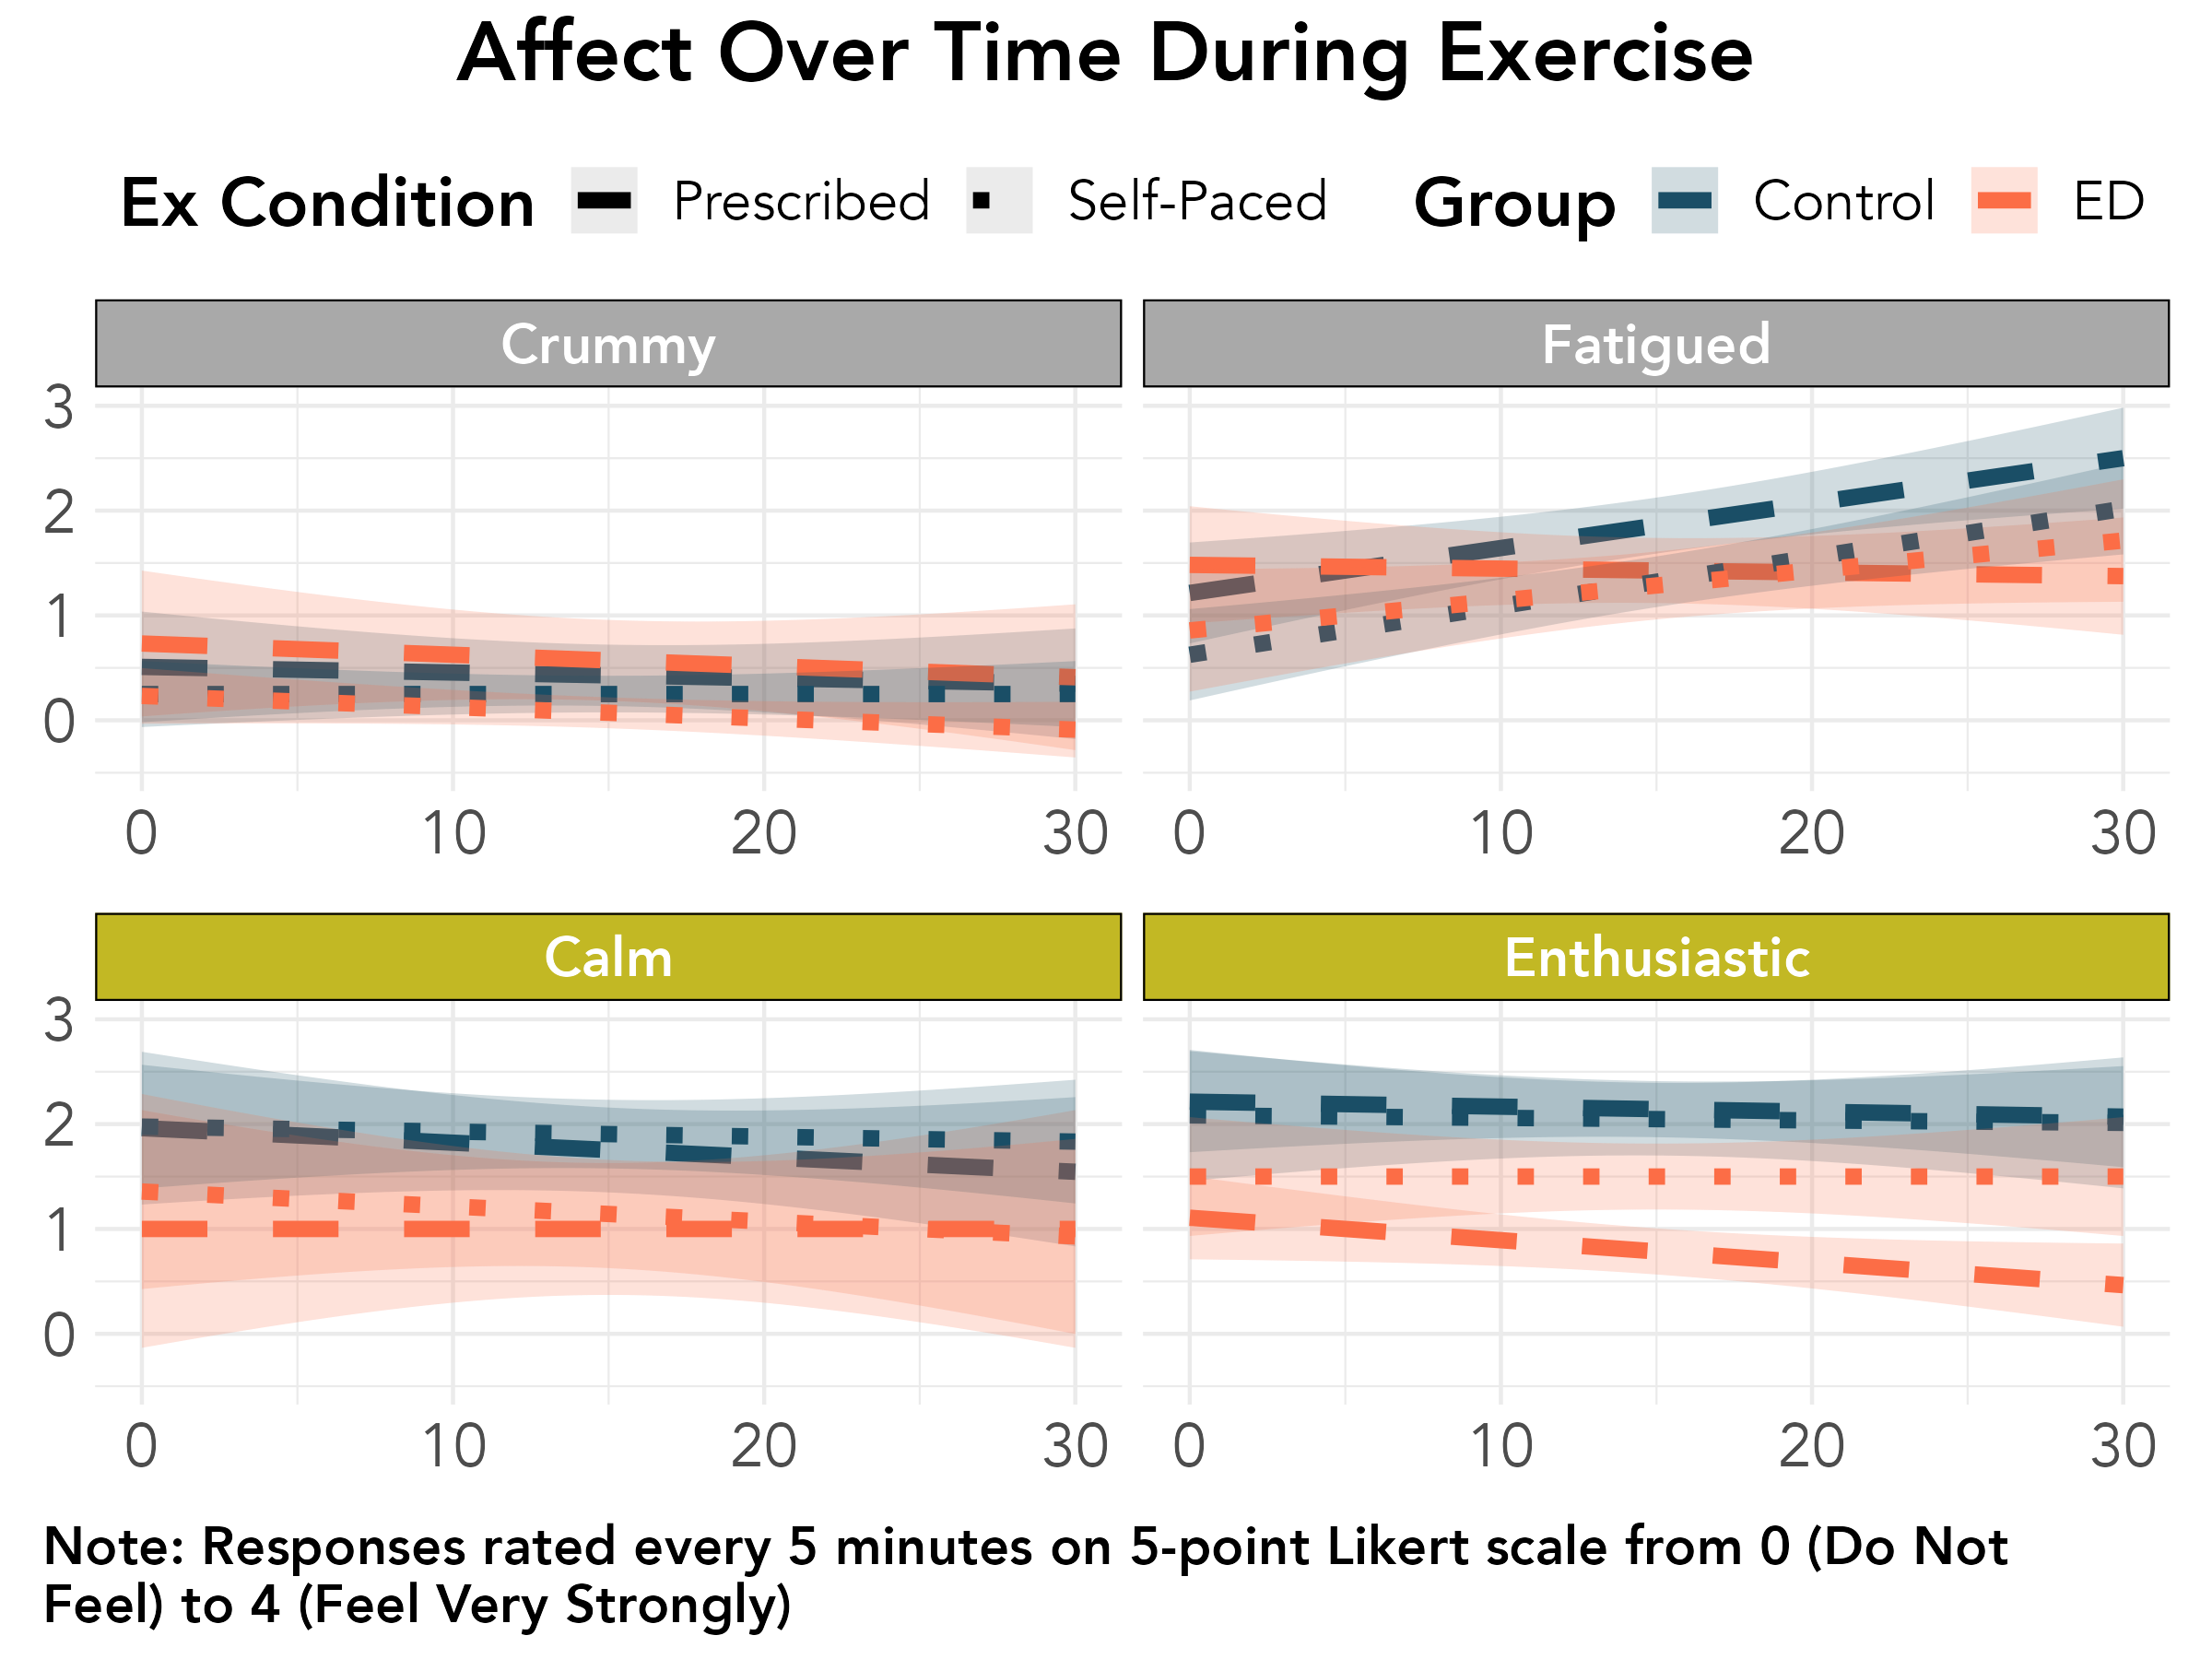 Affect Over Time During Exercise
Ex Condition Prescribed Self-Paced Group Control ED
Crummy Fatigued
3
2
1
0
0 10 20 30 0 10 20 30
Calm Enthusiastic
3
2
1
0
0 10 20 30 0 10 20 30
Note: Responses rated every 5 minutes on 5-point Likert scale from 0 (Do Not
Feel) to 4 (Feel Very Strongly)